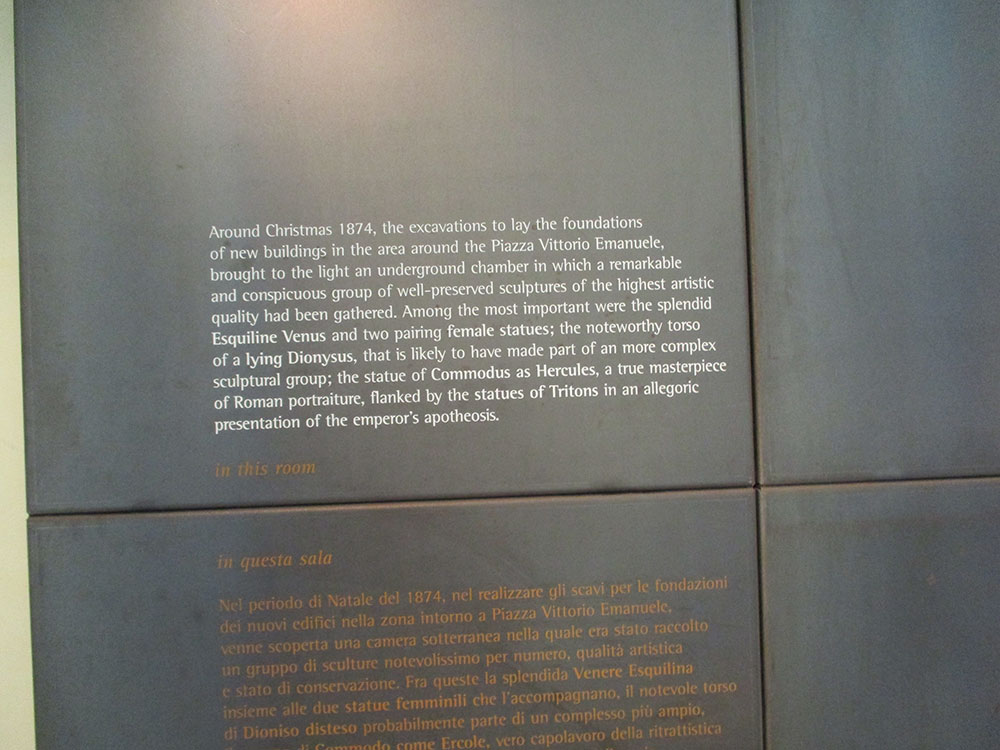 Around Christmas 1874, the excavations to lay the foundations
of new buildings in the area around the Piazza Vittorio Emanuele,
brought to the light an underground chamber in which a remarkable
and conspicuous group of well-preserved sculptures of the highest artistic
quality had been gathered. Among the most important were the splendid
Esquiline Venus and two pairing female statues; the noteworthy torso
of a lying Dionysus, that is likely to have made part of an more complex
sculptural group; the statue of Commodus as Hercules, a true masterpiece
of Roman portraiture, flanked by the statues of Tritons in an allegoric
presentation of the emperor's apotheosis.
in this room
in questa sala
Nel periodo di Natale del 1874, nel realizzare gli scavi per le fondazioni
dei nuovi edifici nella zona intorno a Piazza Vittorio Emanuele,
venne scoperta una camera sotterranea nella quale era stato raccolto
un gruppo di sculture notevolissimo per numero, qualità artistica
e stato di conservazione. Fra queste la splendida Venere Esquilina
insieme alle due statue femminili che l'accompagnano, il notevole torso
di Dioniso disteso probabilmente parte di un complesso più ampio,
di Commodo come Ercole, vero capolavoro della ritrattistica